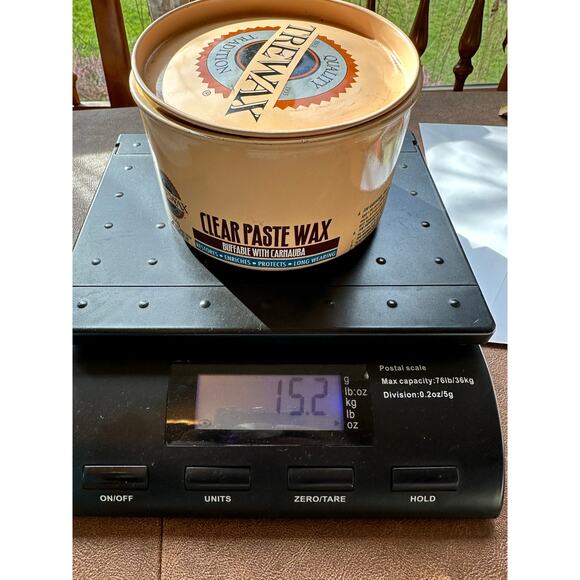 QUALITY
TREWAX
TRADITION
®
CLEAR PASTE WAX
BUFFABLE WITH CARNAUBA
RESTORES • ENRICHES • PROTECTS • LONG WEARING
Postal scale
Max capacity:76lb/36kg
Division:0.2oz/5g
15.2
g
lb:oz
kg
lb
oz
ON/OFF
UNITS
ZERO/TARE
HOLD